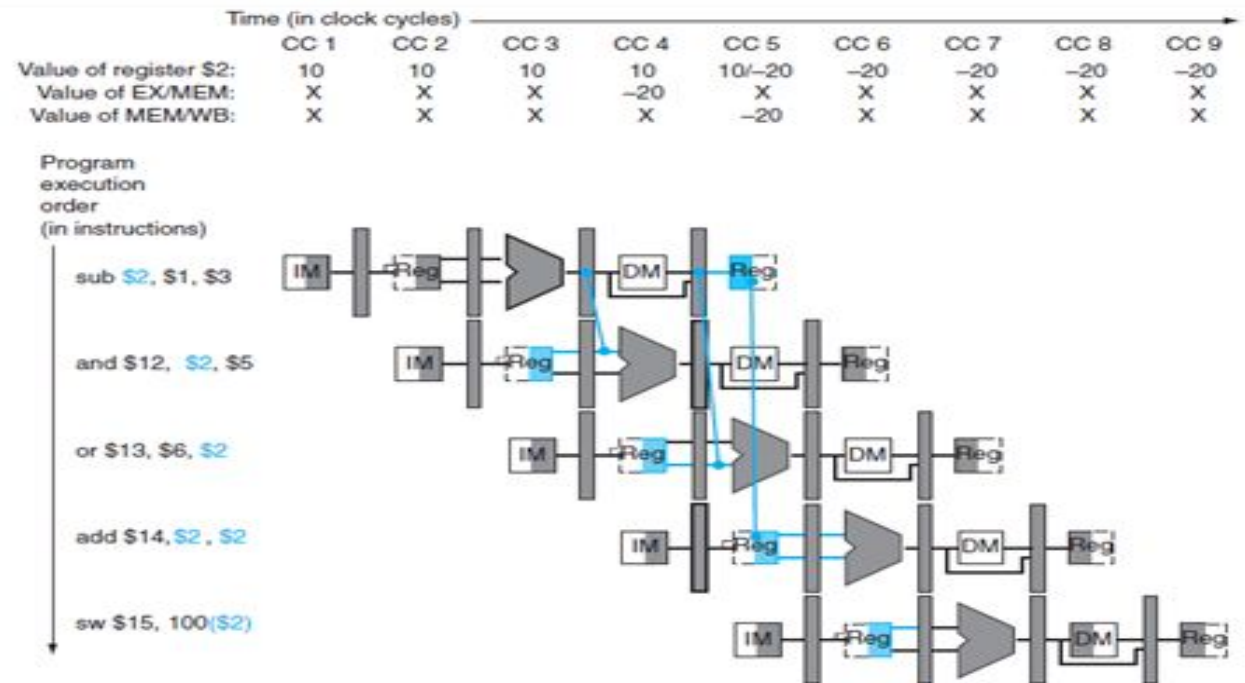 Time (in clock cycles)
CC 1 CC 2 CC 3 CC 4 CC 5 CC 6 CC 7 CC 8 CC 9
Value of register $2: 10 10 10 10 10/–20 –20 –20 –20 –20
Value of EX/MEM: X X X –20 X X X X X
Value of MEM/WB: X X X X –20 X X X X
Program
execution
order
(in instructions)
sub $2, $1, $3 IM Reg DM Reg
and $12, $2, $5 IM Reg DM Reg
or $13, $6, $2 IM Reg DM Reg
add $14, $2 , $2 IM Reg DM Reg
sw $15, 100($2) IM Reg DM Reg